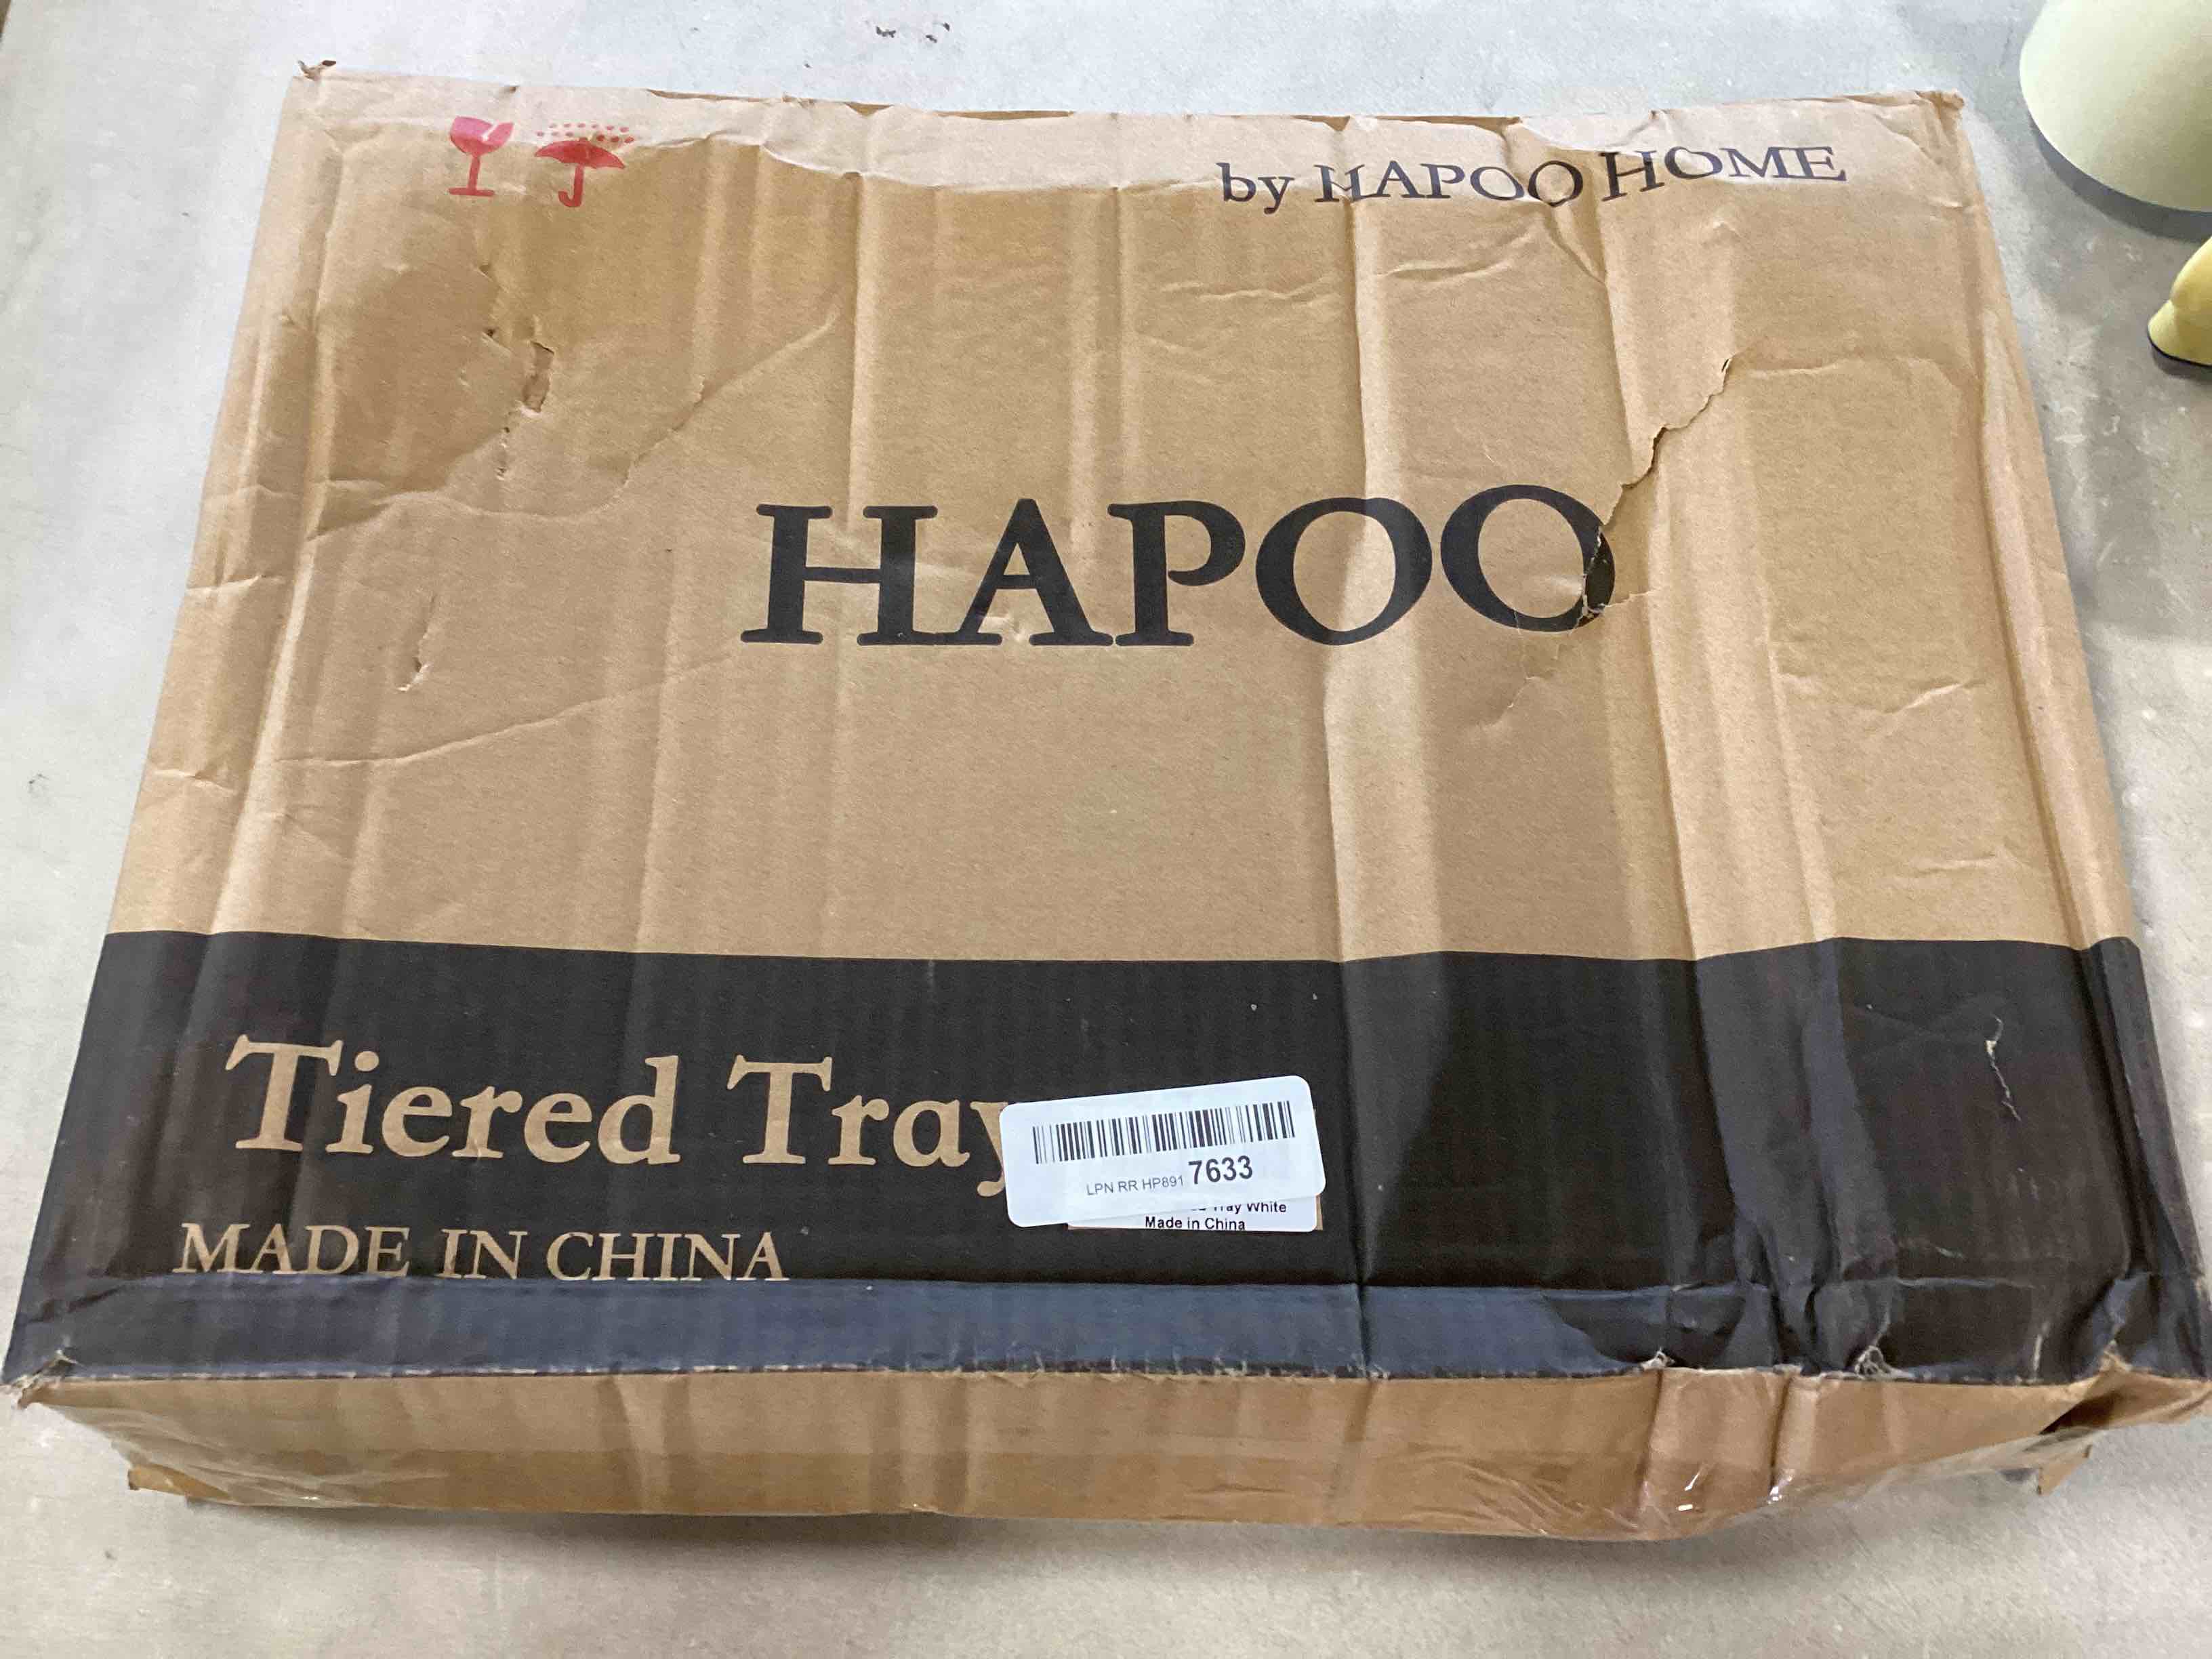 by HAPOO HOME
HAPOO
Tiered Tray
LPN RR HP891 7633
Tray White
Made in China
MADE IN CHINA